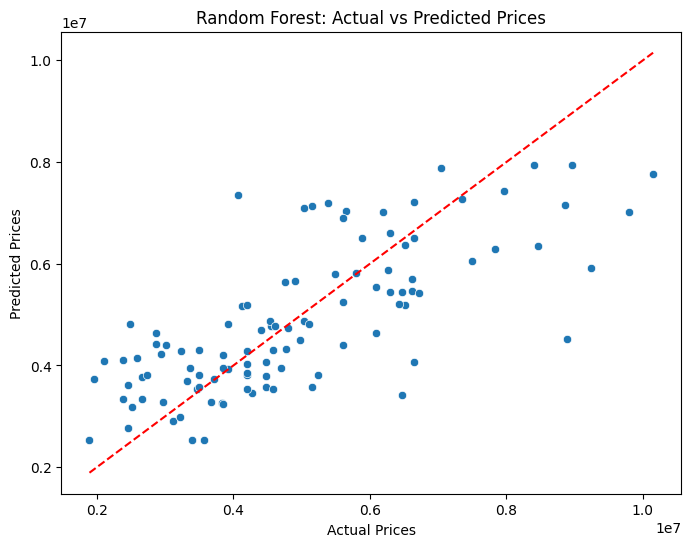 Random Forest: Actual vs Predicted Prices
1e7
1.0
0.8
0.6
0.4
0.2
Predicted Prices
0.2 0.4 0.6 0.8 1.0
1e7
Actual Prices